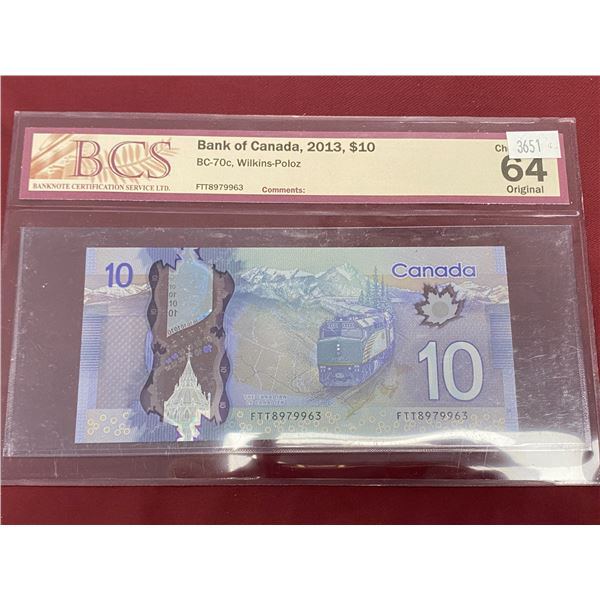 BCS
BANKNOTE CERTIFICATION SERVICE LTD.
Bank of Canada, 2013, $10
BC-70c, Wilkins-Poloz
FTT8979963 Comments:
3651
64
Original
10
Canada
10
FTT8979963
FTT8979963